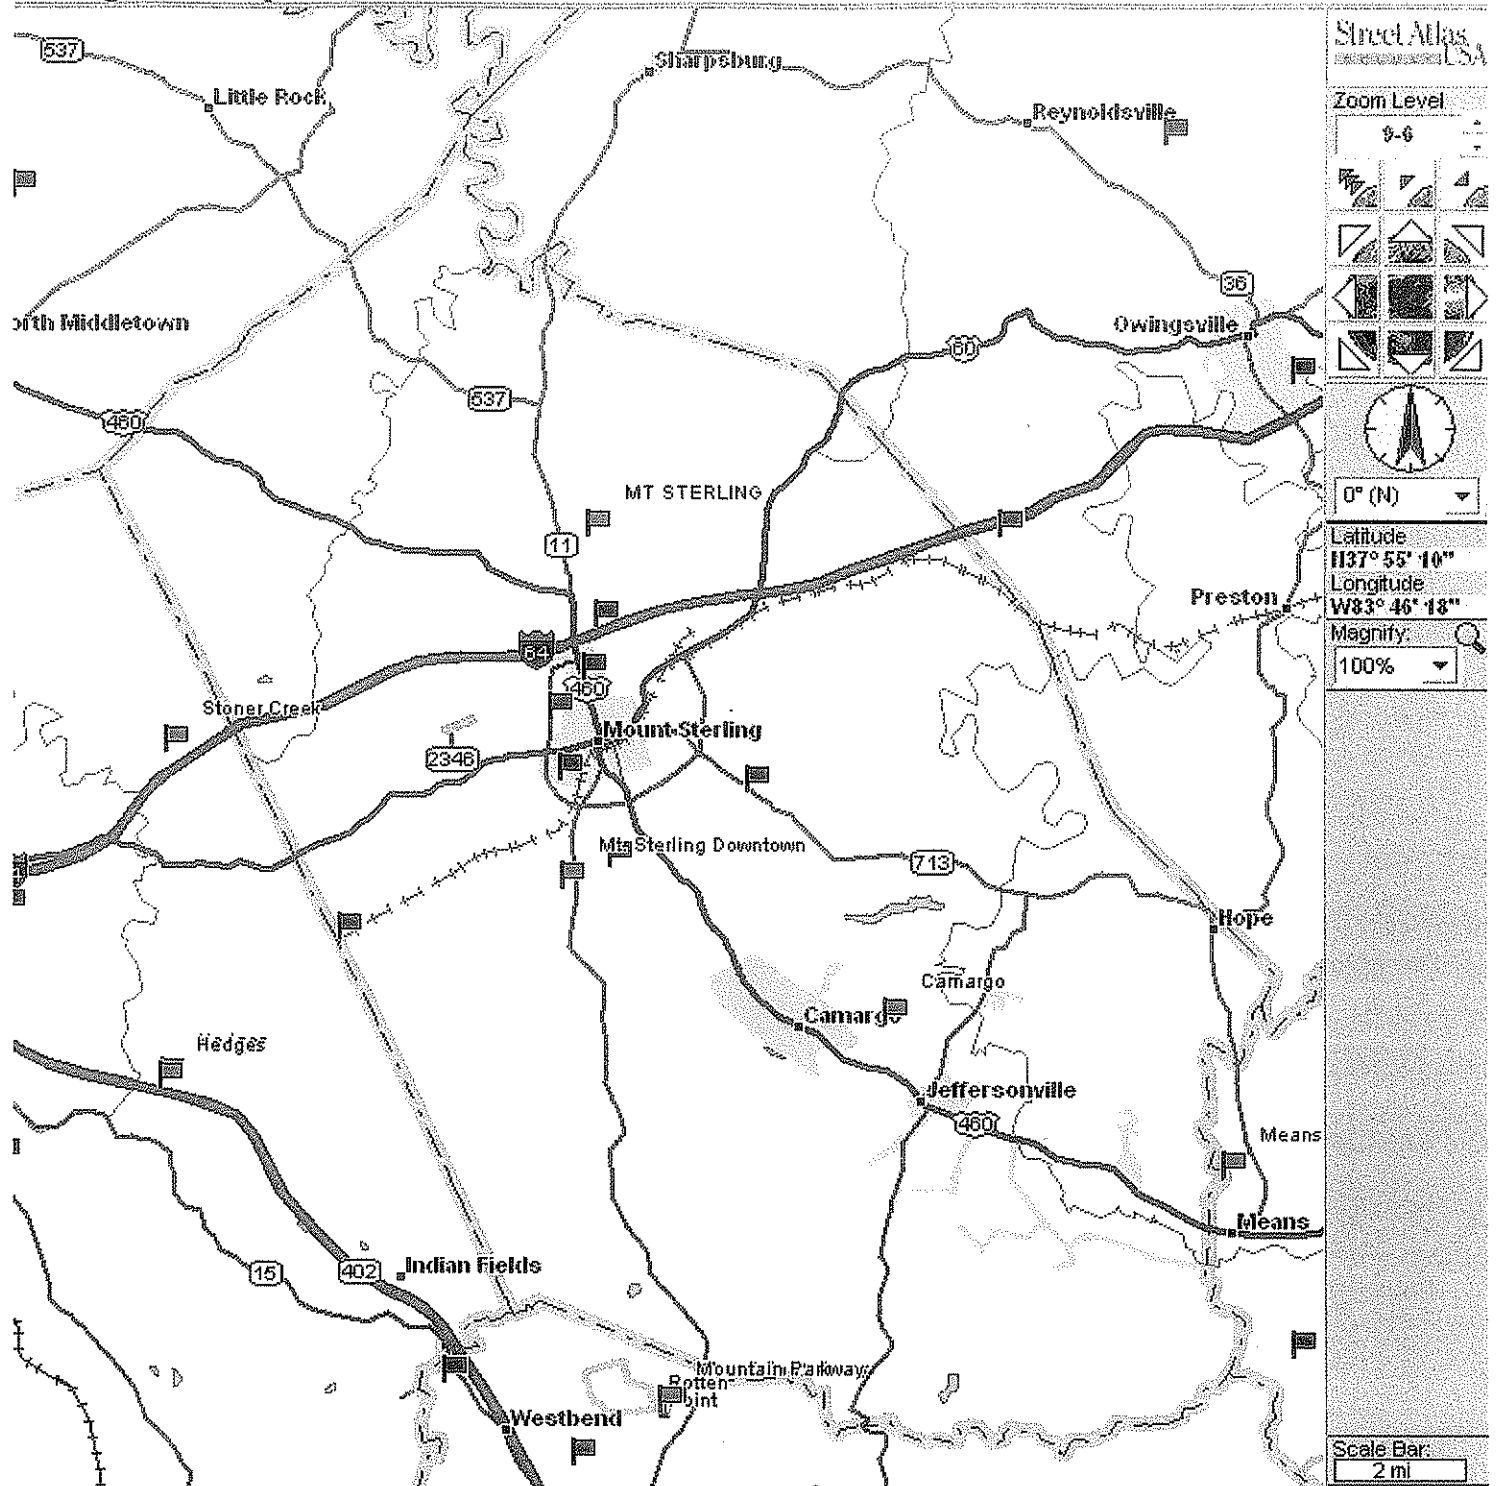 Street Atlas
USA
537
Sharpsburg
Little Rock
Reynoldsville
Zoom Level
9-6
36
orth Middletown
Owingsville
60
537
460
MT STERLING
0° (N)
11
Latitude
N37° 55' 10"
Longitude
W83° 46' 18"
Preston
Magnify:
100%
64
460
Stoner Creek
Mount Sterling
2346
Mt Sterling Downtown
713
Hope
Camargo
Camargo
Hedges
Jeffersonville
460
Means
Means
Indian Fields
15
402
Mountain Parkway
Rotten
Point
Westbend
Scale Bar:
2 mi